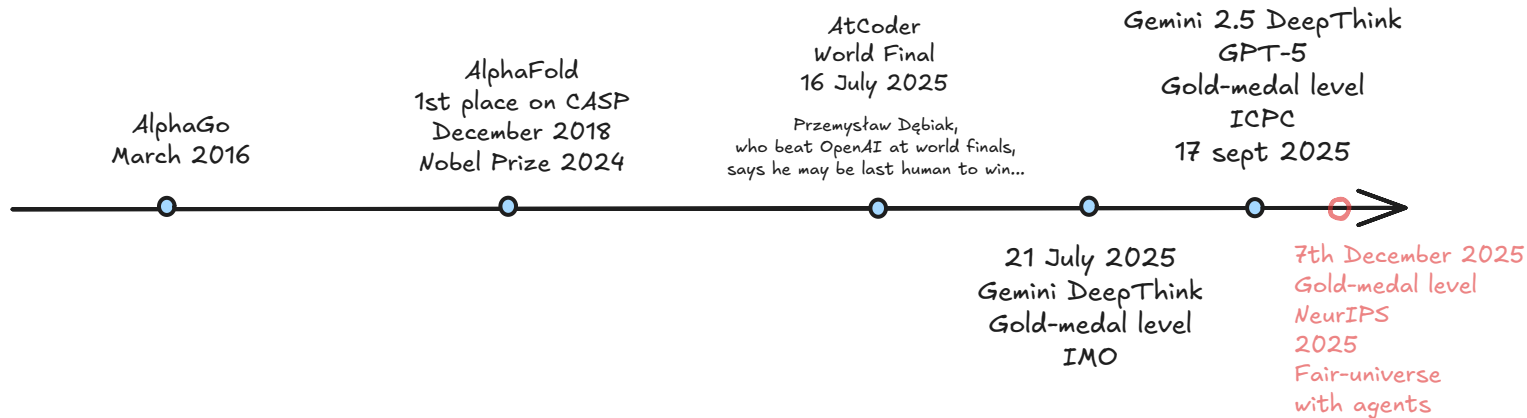 AlphaGo
March 2016
AlphaFold
1st place on CASP
December 2018
Nobel Prize 2024
AtCoder
World Final
16 July 2025
Przemysław Dębiak,
who beat OpenAI at world finals,
says he may be last human to win...
21 July 2025
Gemini DeepThink
Gold-medal level
IMO
Gemini 2.5 DeepThink
GPT-5
Gold-medal level
ICPC
17 sept 2025
7th December 2025
Gold-medal level
NeurIPS
2025
Fair-universe
with agents